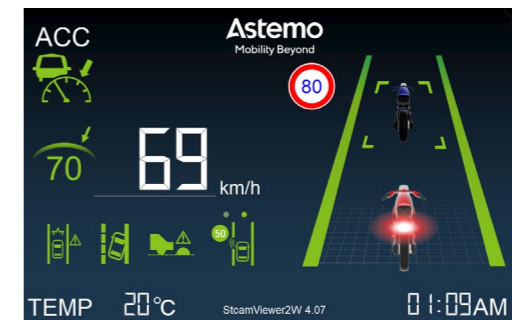 ACC
Astemo
Mobility Beyond
80
70
69
km/h
50
TEMP
20°C
StcamViewer2W 4.07
01:09AM